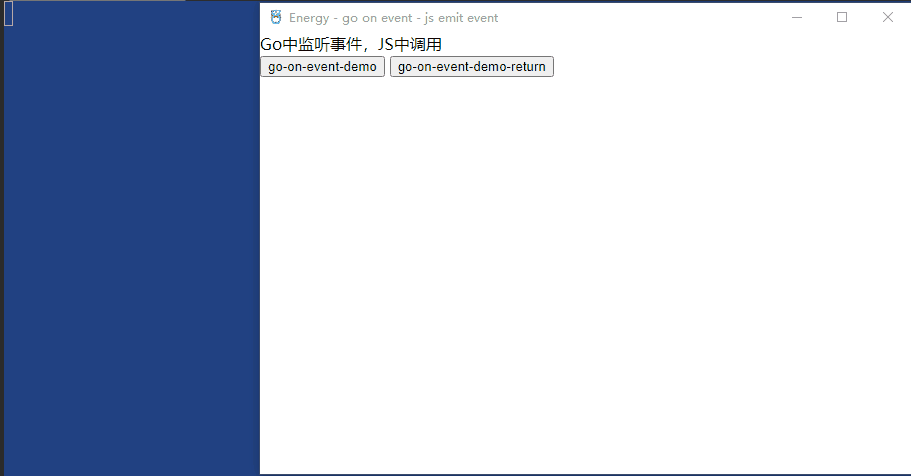 Energy - go on event - js emit event
Go中监听事件，JS中调用
go-on-event-demo go-on-event-demo-return